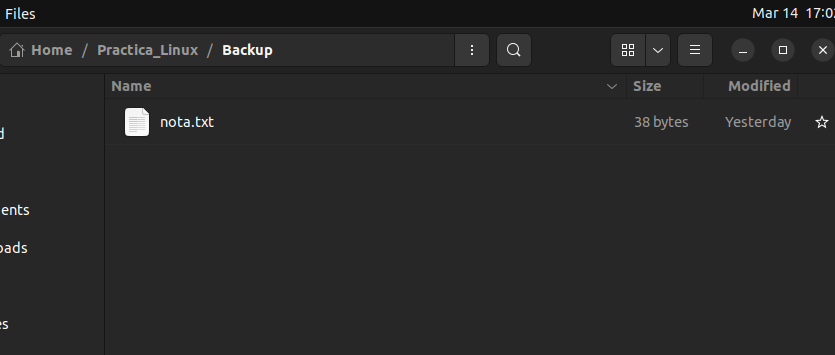 Files
Mar 14 17:0
Home / Practica_Linux / Backup
Name Size Modified
nota.txt 38 bytes Yesterday
d
ents
oads
es